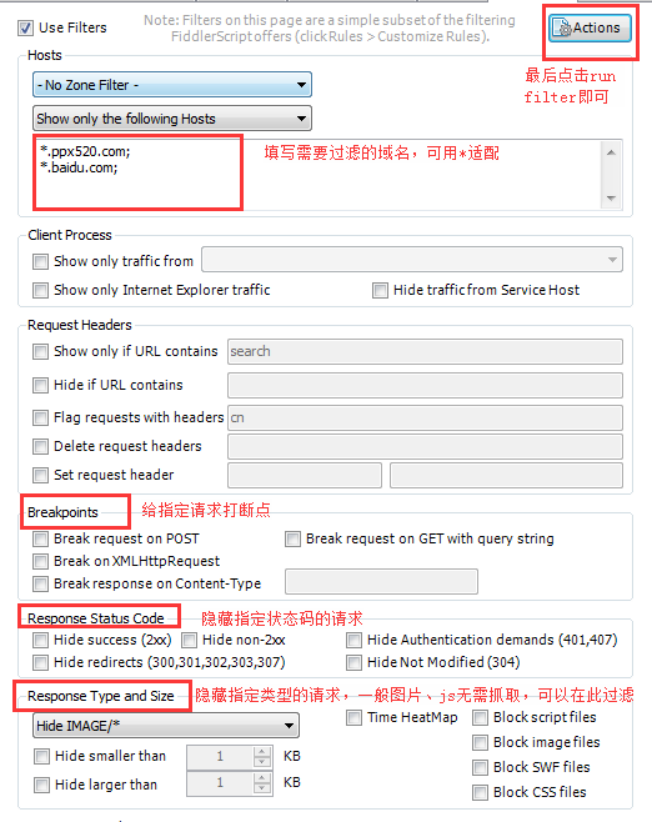 Use Filters
Note: Filters on this page are a simple subset of the filtering
FiddlerScript offers (click Rules > Customize Rules).
Actions
Hosts
最后点击run
filter即可
- No Zone Filter -
Show only the following Hosts
*.ppx520.com;
*.baidu.com;
填写需要过滤的域名，可用*适配
Client Process
Show only traffic from
Show only Internet Explorer traffic
Hide traffic from Service Host
Request Headers
Show only if URL contains
search
Hide if URL contains
Flag requests with headers
cn
Delete request headers
Set request header
Breakpoints
给指定请求打断点
Break request on POST
Break request on GET with query string
Break on XMLHttpRequest
Break response on Content-Type
Response Status Code
隐藏指定状态码的请求
Hide success (2xx)
Hide non-2xx
Hide Authentication demands (401,407)
Hide redirects (300,301,302,303,307)
Hide Not Modified (304)
Response Type and Size
隐藏指定类型的请求，一般图片、js无需抓取，可以在此过滤
Hide IMAGE/*
Time HeatMap
Block script files
Hide smaller than
1
KB
Block image files
Block SWF files
Hide larger than
1
KB
Block CSS files